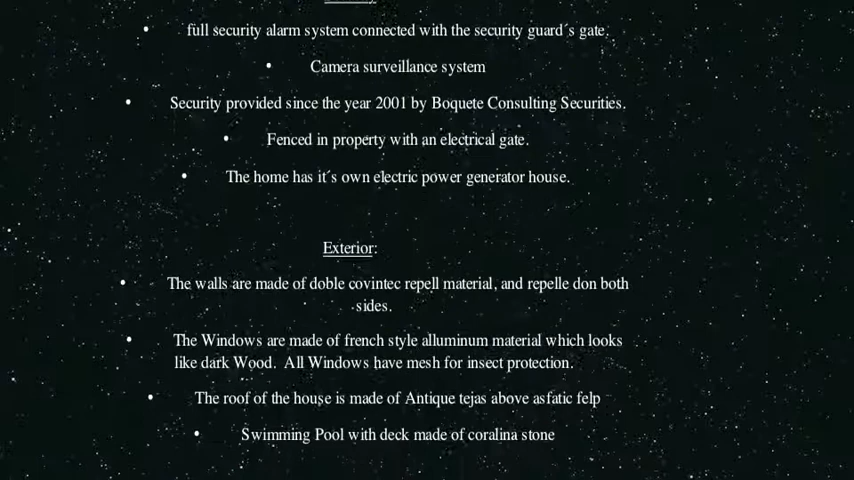 • full security alarm system connected with the security guard´s gate.
• Camera surveillance system
• Security provided since the year 2001 by Boquete Consulting Securities.
• Fenced in property with an electrical gate.
• The home has it´s own electric power generator house.
Exterior:
• The walls are made of doble covintec repell material, and repelle don both
sides.
• The Windows are made of french style alluminum material which looks
like dark Wood. All Windows have mesh for insect protection.
• The roof of the house is made of Antique tejas above asfatic felp
• Swimming Pool with deck made of coralina stone